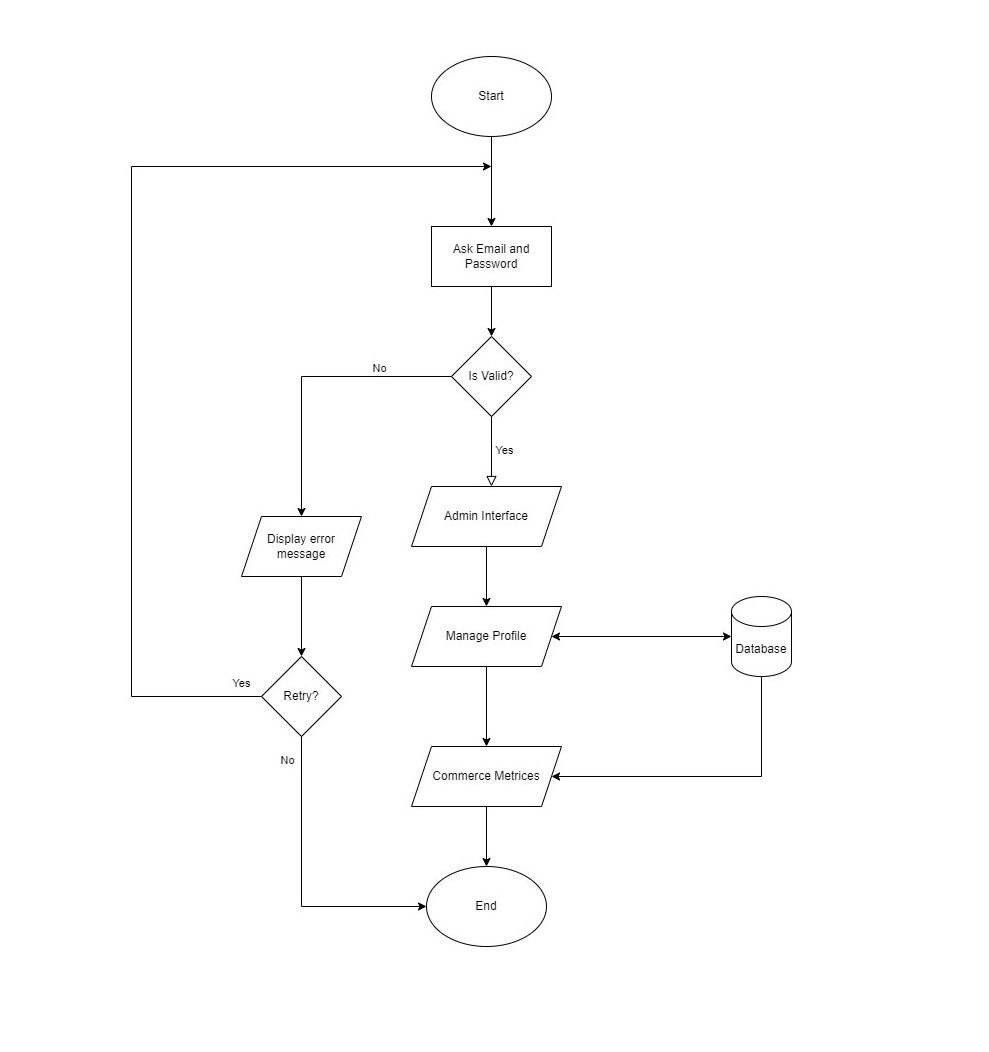 Start
Ask Email and
Password
Is Valid?
No
Yes
Admin Interface
Display error
message
Manage Profile
Database
Yes
Retry?
No
Commerce Metrices
End